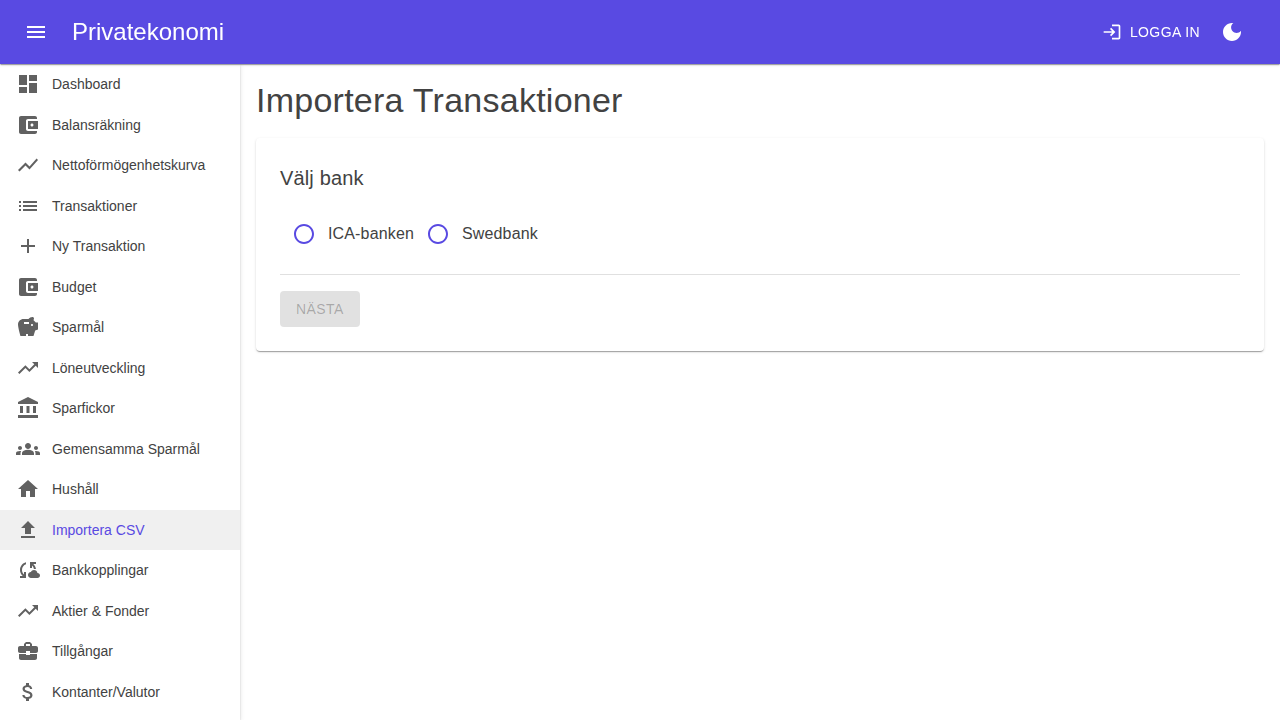 Privatekonomi
LOGGA IN
Dashboard
Balansräkning
Nettoförmögenhetskurva
Transaktioner
Ny Transaktion
Budget
Sparmål
Löneutveckling
Sparfickor
Gemensamma Sparmål
Hushåll
Importera CSV
Bankkopplingar
Aktier & Fonder
Tillgångar
Kontanter/Valutor
Importera Transaktioner
Välj bank
ICA-banken Swedbank
NÄSTA